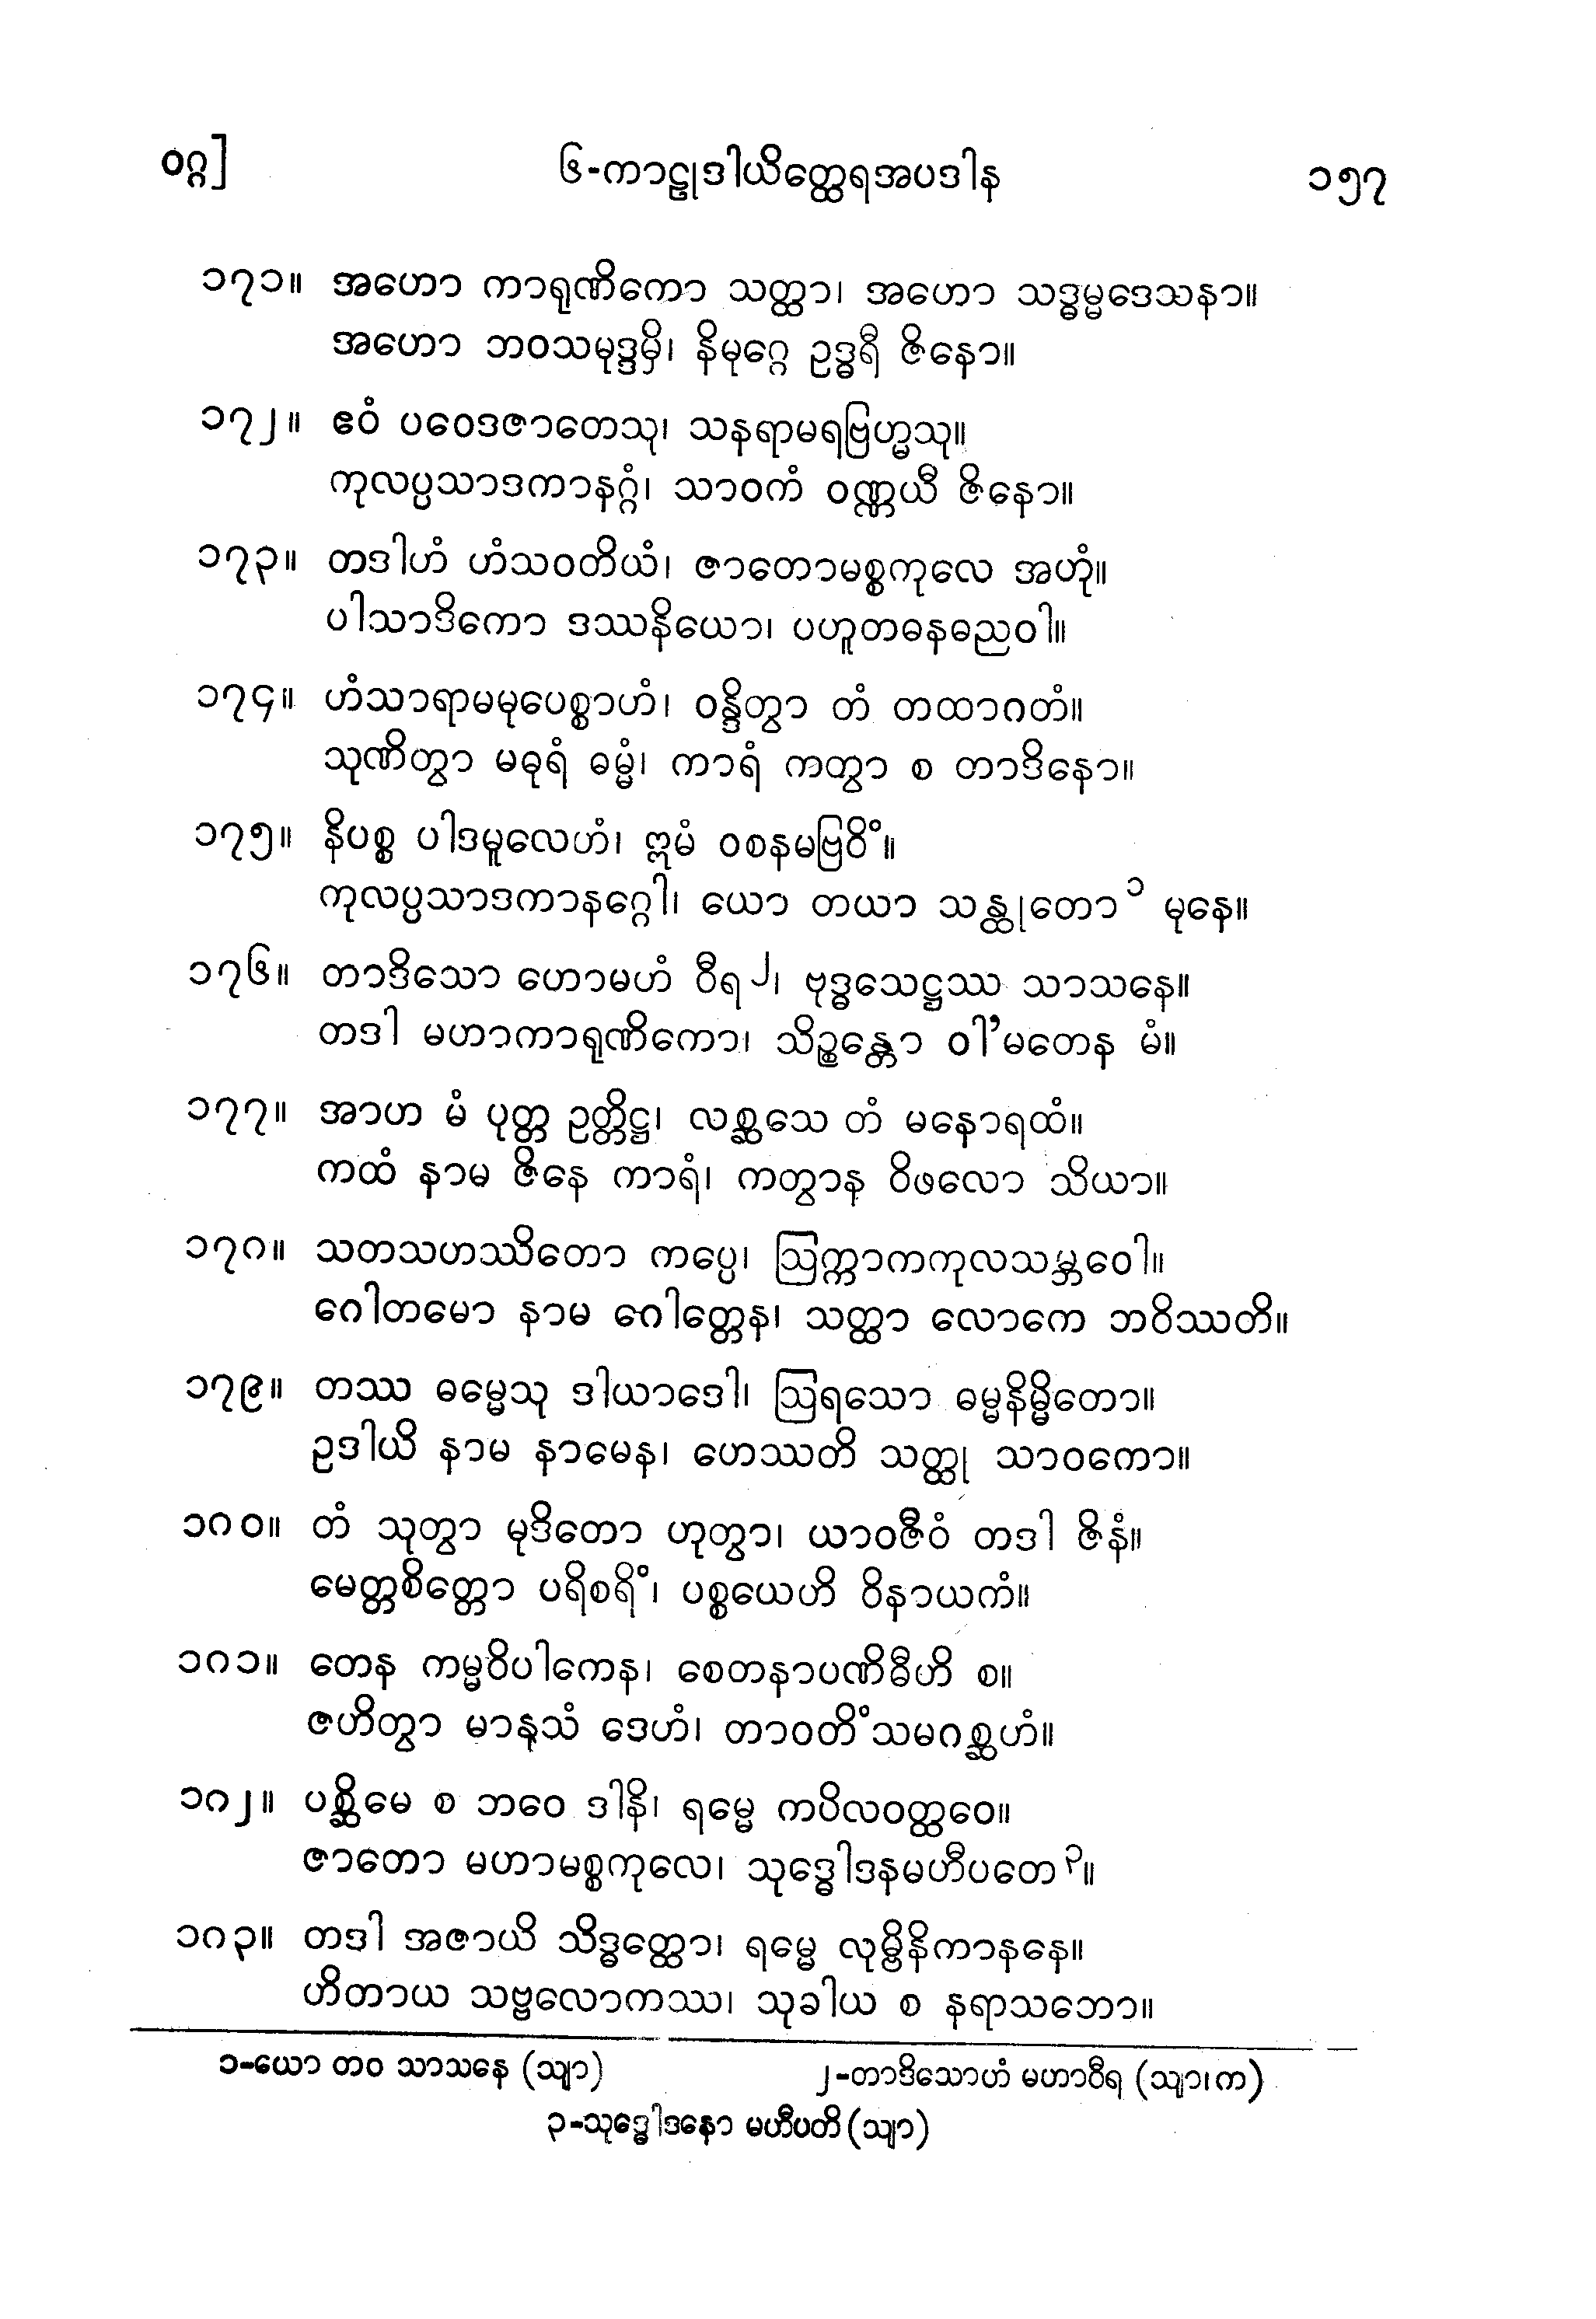 ဝဂ္ဂ]
၆-ကာဠုဒါယိတ္ထေရအပဒါန
၁၅၇
၁၇၁။ အဟော ကာရုဏိကော သတ္ထာ၊ အဟော သဒ္ဓမ္မဒေသနာ။
အဟော ဘဝသမုဒ္ဒမှိ၊ နိမုဂ္ဂေ ဥဒ္ဓရီ ဇိနော။
၁၇၂။ ဧဝံ ပဝေဒဇာတေသု၊ သနရာမရဗြဟ္မသု။
ကုလပ္ပသာဒကာနဂ္ဂံ၊ သာဝကံ ဝဏ္ဏယီ ဇိနော။
၁၇၃။ တဒါဟံ ဟံသဝတိယံ၊ ဇာတောမစ္စကုလေ အဟုံ။
ပါသာဒိကော ဒဿနိယော၊ ပဟူတဓနဓညဝါ။
၁၇၄။ ဟံသာရာမမုပေစ္စာဟံ၊ ဝန္ဒိတွာ တံ တထာဂတံ။
သုဏိတွာ မဓုရံ ဓမ္မံ၊ ကာရံ ကတွာ စ တာဒိနော။
၁၇၅။ နိပစ္စ ပါဒမူလေဟံ၊ ဣမံ ဝစနမဗြဝိံ။
ကုလပ္ပသာဒကာနဂ္ဂေါ၊ ယော တယာ သန္ထုတော၁ မုနေ။
၁၇၆။ တာဒိသော ဟောမဟံ ဝီရ၂၊ ဗုဒ္ဓသေဋ္ဌဿ သာသနေ။
တဒါ မဟာကာရုဏိကော၊ သိဉ္စန္တော ဝါ’မတေန မံ။
၁၇၇။ အာဟ မံ ပုတ္တ ဥတ္တိဋ္ဌ၊ လစ္ဆသေ တံ မနောရထံ။
ကထံ နာမ ဇိနေ ကာရံ၊ ကတွာန ဝိဖလော သိယာ။
၁၇၈။ သတသဟဿိတော ကပ္ပေ၊ ဩက္ကာကကုလသမ္ဘဝေါ။
ဂေါတမော နာမ ဂေါတ္တေန၊ သတ္ထာ လောကေ ဘဝိဿတိ။
၁၇၉။ တဿ ဓမ္မေသု ဒါယာဒေါ၊ ဩရသော ဓမ္မနိမ္မိတော။
ဥဒါယိ နာမ နာမေန၊ ဟေဿတိ သတ္ထု သာဝကော။
၁၈၀။ တံ သုတွာ မုဒိတော ဟုတွာ၊ ယာဝဇီဝံ တဒါ ဇိနံ။
မေတ္တစိတ္တော ပရိစရိံ၊ ပစ္စယေဟိ ဝိနာယကံ။
၁၈၁။ တေန ကမ္မဝိပါကေန၊ စေတနာပဏိဓီဟိ စ။
ဇဟိတွာ မာနုသံ ဒေဟံ၊ တာဝတိံသမဂစ္ဆဟံ။
၁၈၂။ ပစ္ဆိမေ စ ဘဝေ ဒါနိ၊ ရမ္မေ ကပိလဝတ္ထဝေ။
ဇာတော မဟာမစ္စကုလေ၊ သုဒ္ဓေါဒနမဟီပတေ၃။
၁၈၃။ တဒါ အဇာယိ သိဒ္ဓတ္ထော၊ ရမ္မေ လုမ္ဗိနိကာနနေ။
ဟိတာယ သဗ္ဗလောကဿ၊ သုခါယ စ နရာသဘော။
၁-ယော တဝ သာသနေ (သျာ)
၂-တာဒိသောဟံ မဟာဝီရ (သျာ၊က)
၃-သုဒ္ဓေါဒနော မဟီပတိ (သျာ)